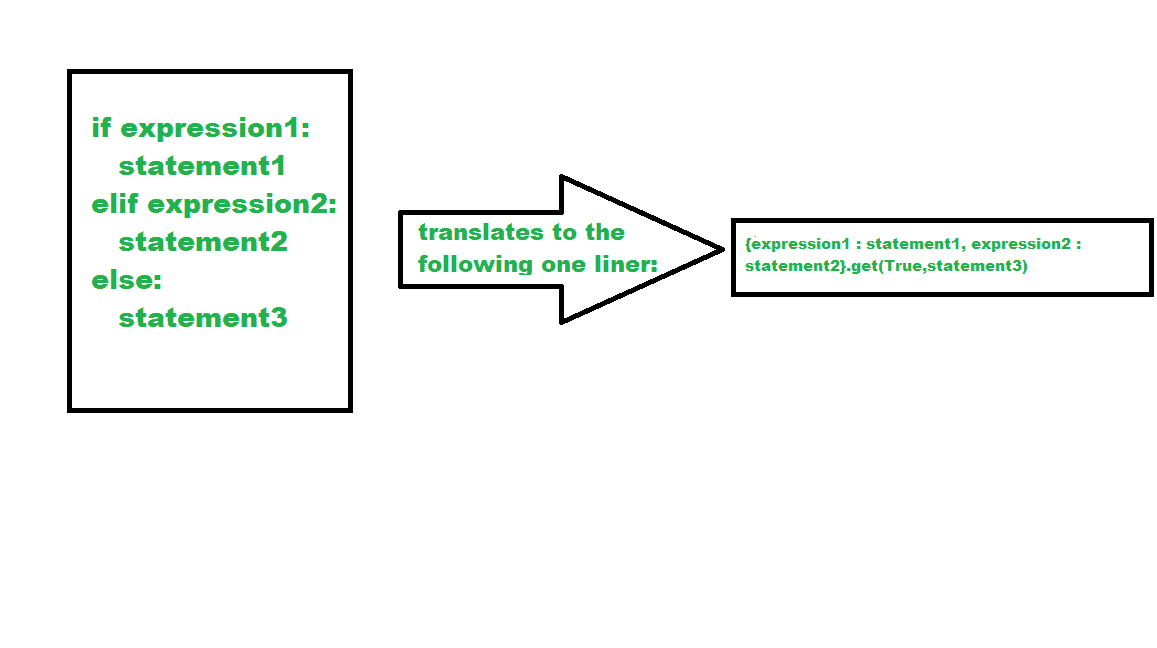 if expression1:
statement1
elif expression2:
statement2
else:
statement3
translates to the
following one liner:
{expression1 : statement1, expression2 :
statement2}.get(True,statement3)